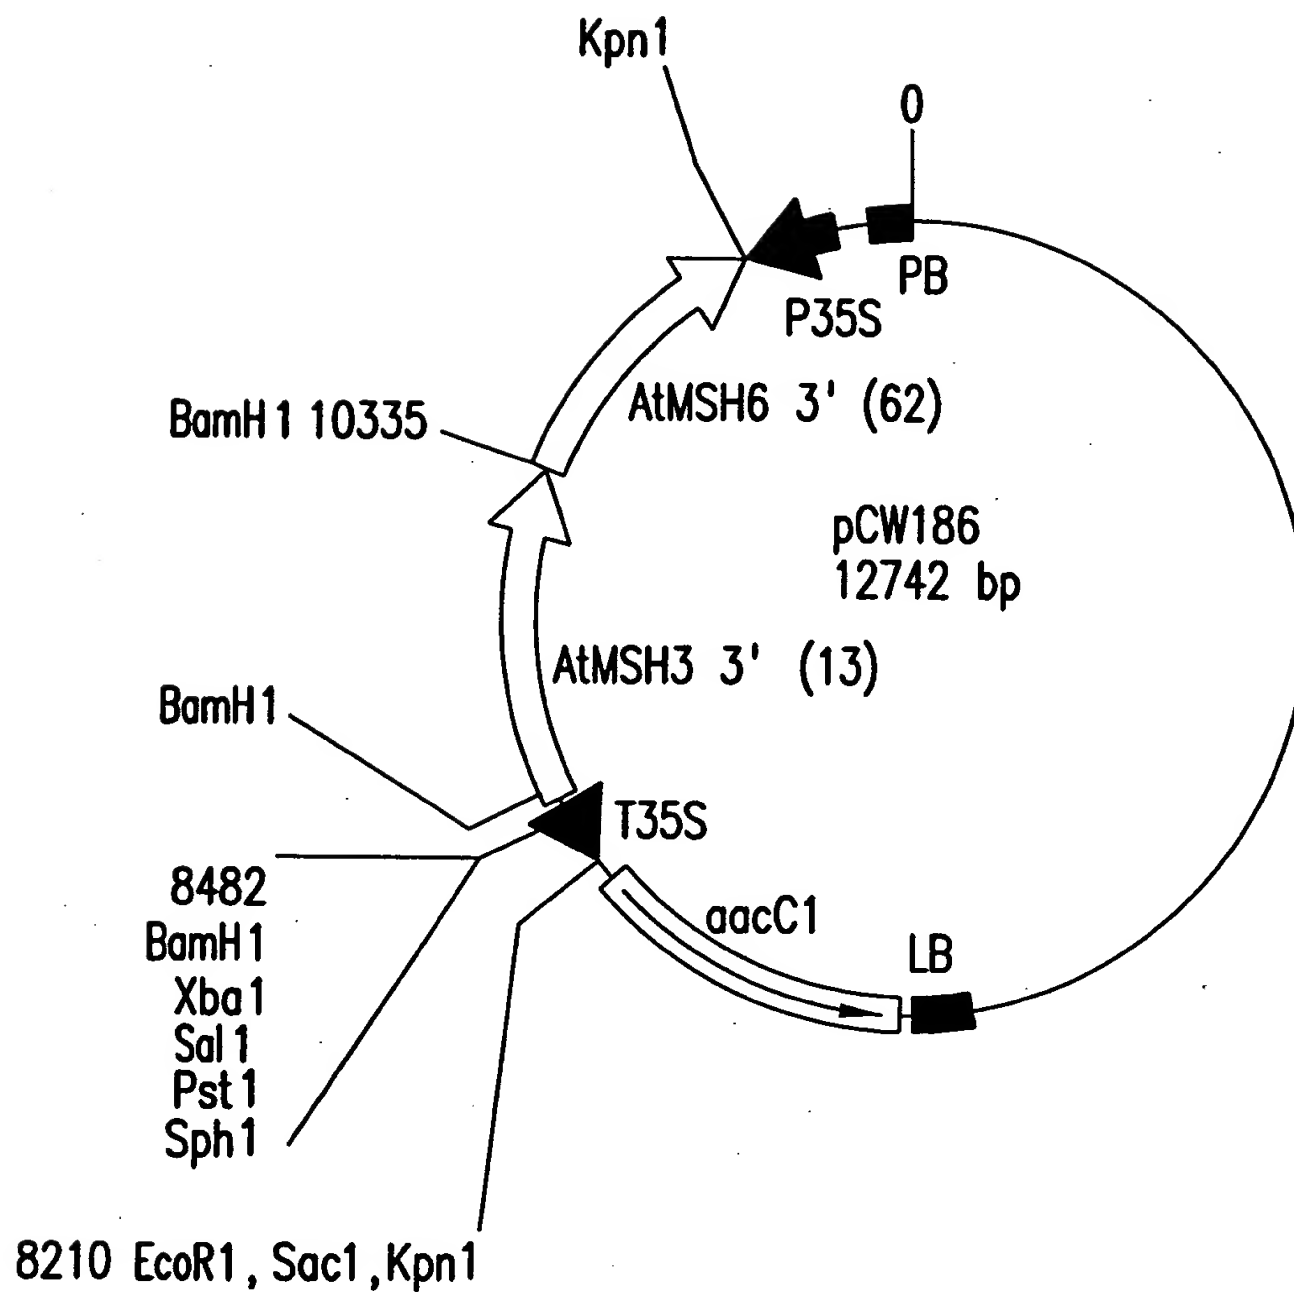 Kpn1
0
PB
P35S
AtMSH6 3' (62)
BamH1 10335
pCW186
12742 bp
AtMSH3 3' (13)
BamH1
T35S
8482
BamH1
Xba1
Sal1
Pst1
Sph1
aacC1
LB
8210 EcoR1, Sac1, Kpn1